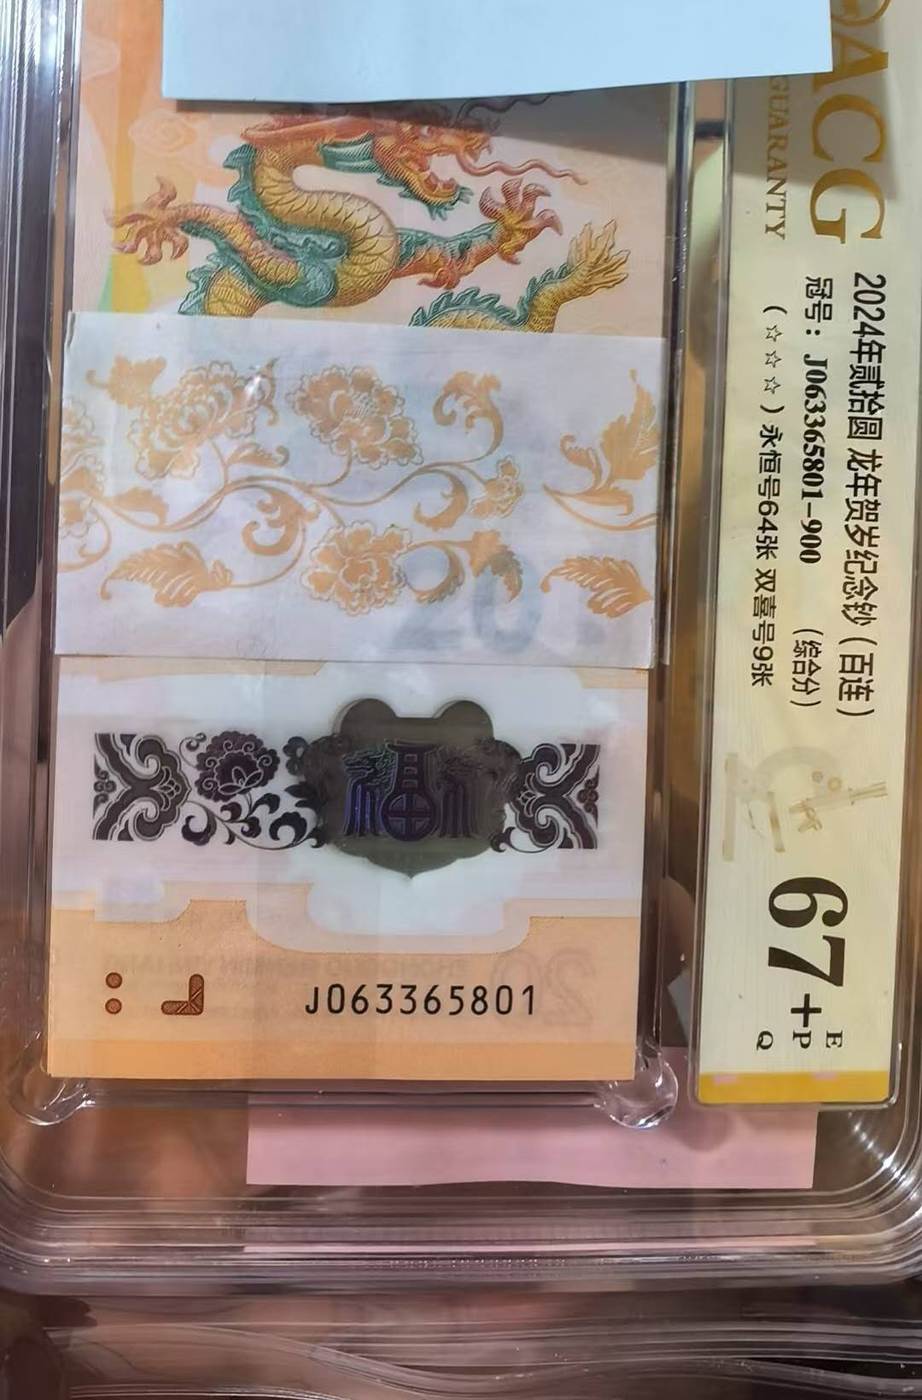 ACG
GUARANTY
2024年贰拾圆 龙年贺岁纪念钞（百连）
冠号：J063365801-900 （综合分）
（☆☆☆）永恒号64张 双喜号9张
67+
E
P
Q
20
福
J063365801